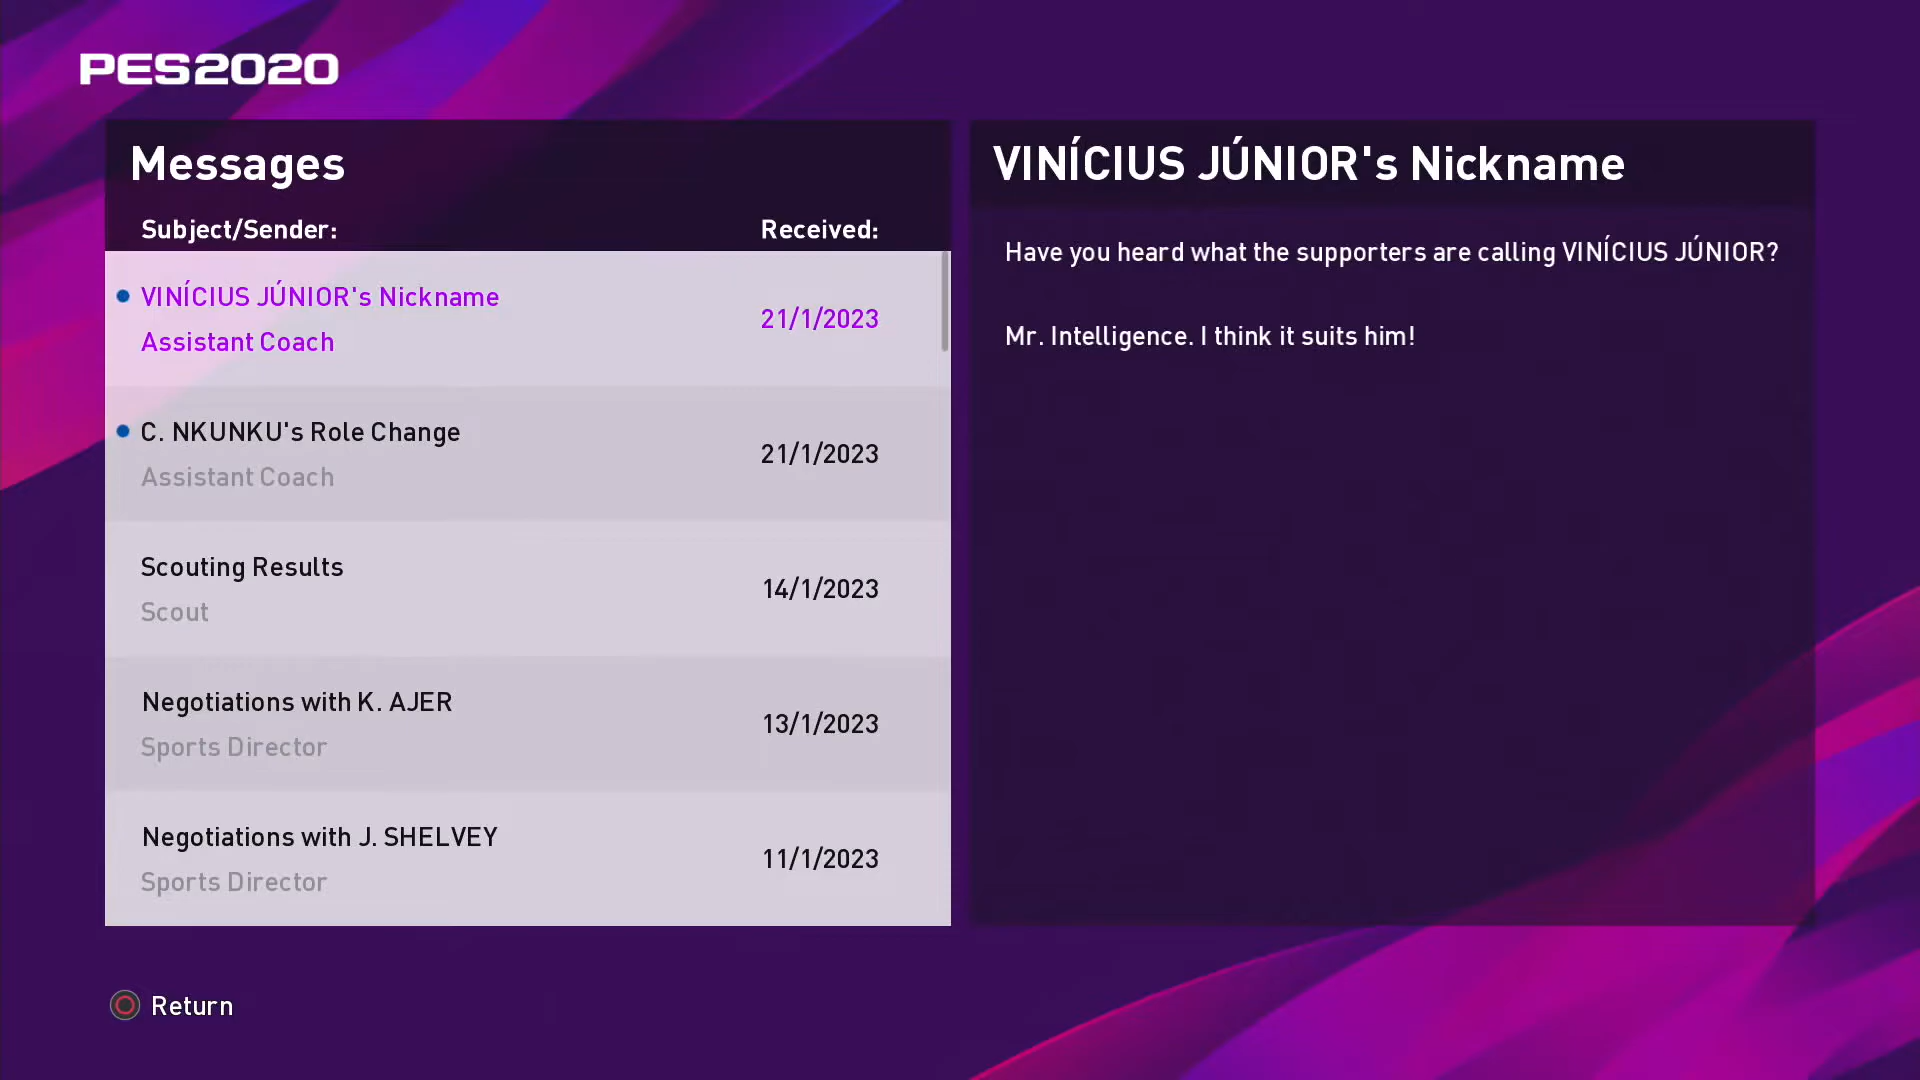 PES2020
Messages
Subject/Sender:
Received:
VINÍCIUS JÚNIOR's Nickname
Assistant Coach
21/1/2023
C. NKUNKU's Role Change
Assistant Coach
21/1/2023
Scouting Results
Scout
14/1/2023
Negotiations with K. AJER
Sports Director
13/1/2023
Negotiations with J. SHELVEY
Sports Director
11/1/2023
VINÍCIUS JÚNIOR's Nickname
Have you heard what the supporters are calling VINÍCIUS JÚNIOR?
Mr. Intelligence. I think it suits him!
Return